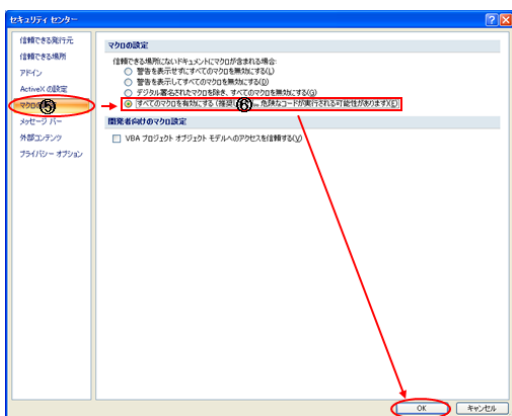 セキュリティ センター
信頼できる発行元
信頼できる場所
アドイン
ActiveX の設定
マクロの
⑤
メッセージ バー
外部コンテンツ
プライバシー オプション
マクロの設定
信頼できる場所にないドキュメントにマクロが含まれる場合:
警告を表示せずにすべてのマクロを無効にする(L)
警告を表示してすべてのマクロを無効にする(D)
デジタル署名されたマクロを除き、すべてのマクロを無効にする(G)
すべてのマクロを有効にする (推奨 ⑥ 危険なコードが実行される可能性があります)(E)
開発者向けのマクロ設定
VBA プロジェクト オブジェクト モデルへのアクセスを信頼する(V)
OK
キャンセル